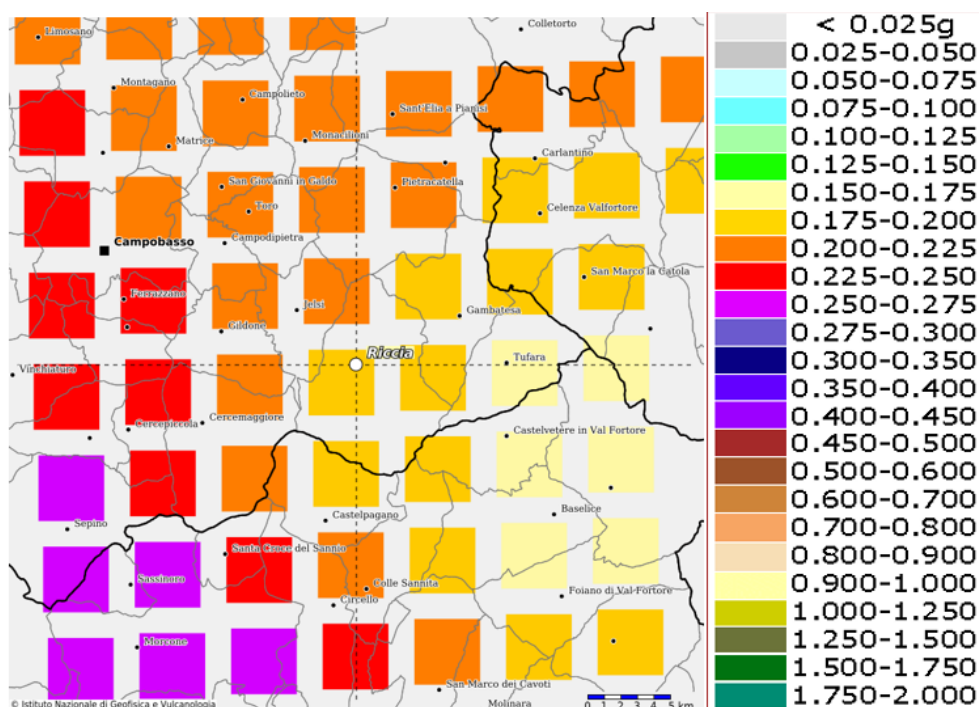 Colletorto
Limosano
Montagano
Campolieto
Sant'Elia a Pianisi
Matrice
Monacilioni
Carlantino
San Giovanni in Galdo
Pietracatella
Toro
Celenza Valfortore
Campobasso
Campodipietra
San Marco la Catola
Ferrazzano
Jelsi
Gambatesa
Gildone
Riccia
Tufara
Vinchiaturo
Cercemaggiore
Cercepiccola
Castelvetere in Val Fortore
Castelpagano
Baselice
Sepino
Santa Croce del Sannio
Sassinoro
Colle Sannita
Circello
Foiano di Val Fortore
Morcone
San Marco dei Cavoti
Molinara
0 1 2 3 4 5 km
© Istituto Nazionale di Geofisica e Vulcanologia
< 0.025g
0.025-0.050
0.050-0.075
0.075-0.100
0.100-0.125
0.125-0.150
0.150-0.175
0.175-0.200
0.200-0.225
0.225-0.250
0.250-0.275
0.275-0.300
0.300-0.350
0.350-0.400
0.400-0.450
0.450-0.500
0.500-0.600
0.600-0.700
0.700-0.800
0.800-0.900
0.900-1.000
1.000-1.250
1.250-1.500
1.500-1.750
1.750-2.000